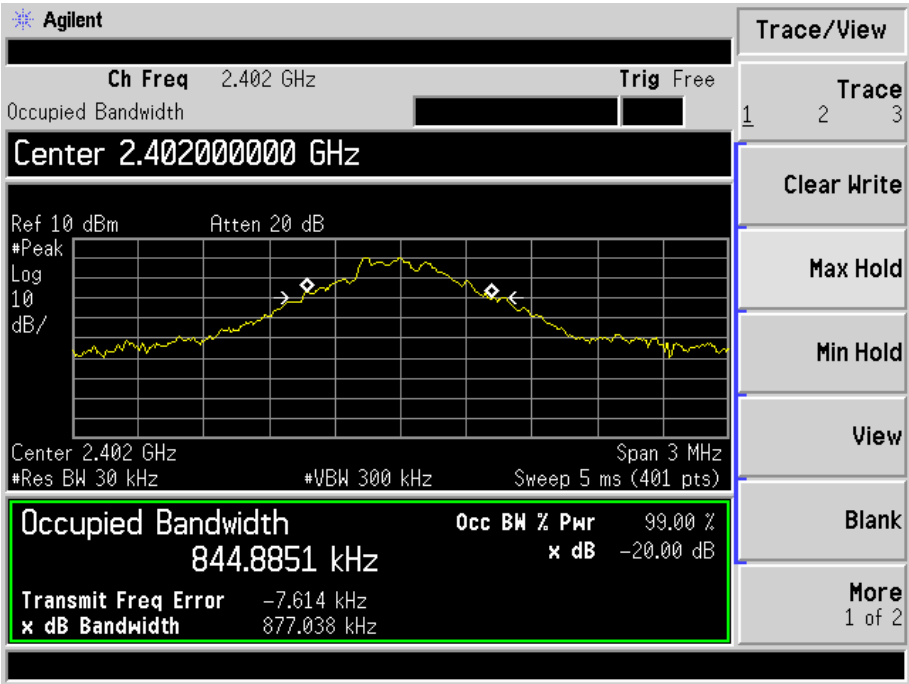 Agilent
Trace/View
Ch Freq 2.402 GHz Trig Free
Occupied Bandwidth
Center 2.402000000 GHz
Ref 10 dBm Atten 20 dB
#Peak
Log
10
dB/
Center 2.402 GHz Span 3 MHz
#Res BW 30 kHz #VBW 300 kHz Sweep 5 ms (401 pts)
Occupied Bandwidth
844.8851 kHz
Occ BW % Pwr 99.00 %
x dB -20.00 dB
Transmit Freq Error -7.614 kHz
x dB Bandwidth 877.038 kHz
Trace
1 2 3
Clear Write
Max Hold
Min Hold
View
Blank
More
1 of 2